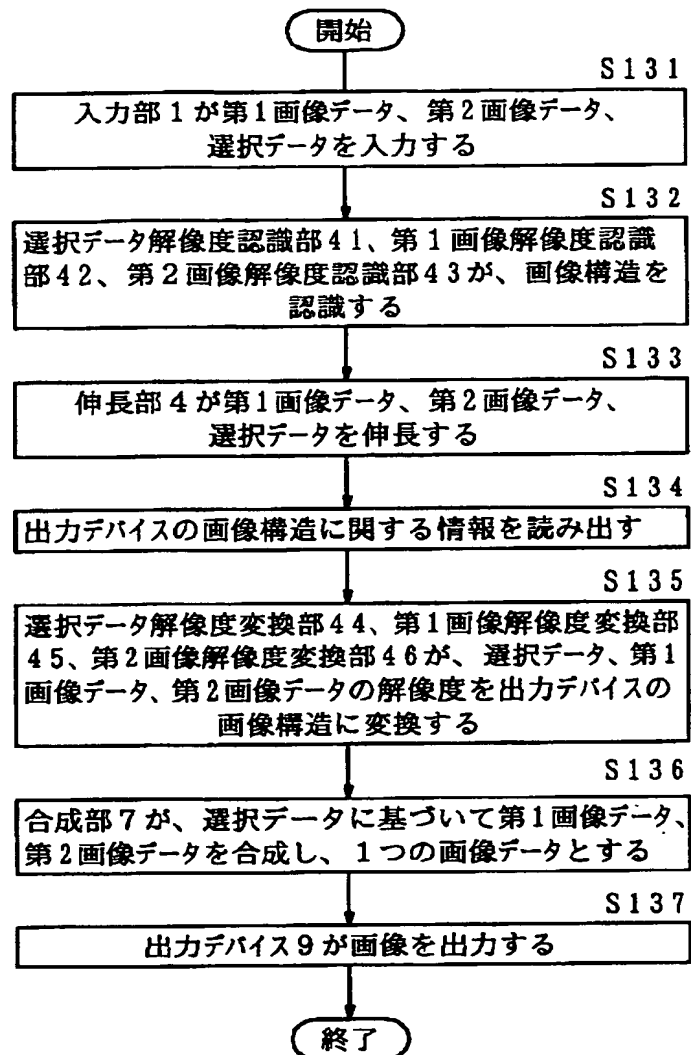 開始
S131
入力部1が第1画像データ、第2画像データ、
選択データを入力する
S132
選択データ解像度認識部41、第1画像解像度認識
部42、第2画像解像度認識部43が、画像構造を
認識する
S133
伸長部4が第1画像データ、第2画像データ、
選択データを伸長する
S134
出力デバイスの画像構造に関する情報を読み出す
S135
選択データ解像度変換部44、第1画像解像度変換部
45、第2画像解像度変換部46が、選択データ、第1
画像データ、第2画像データの解像度を出力デバイスの
画像構造に変換する
S136
合成部7が、選択データに基づいて第1画像データ、
第2画像データを合成し、1つの画像データとする
S137
出力デバイス9が画像を出力する
終了